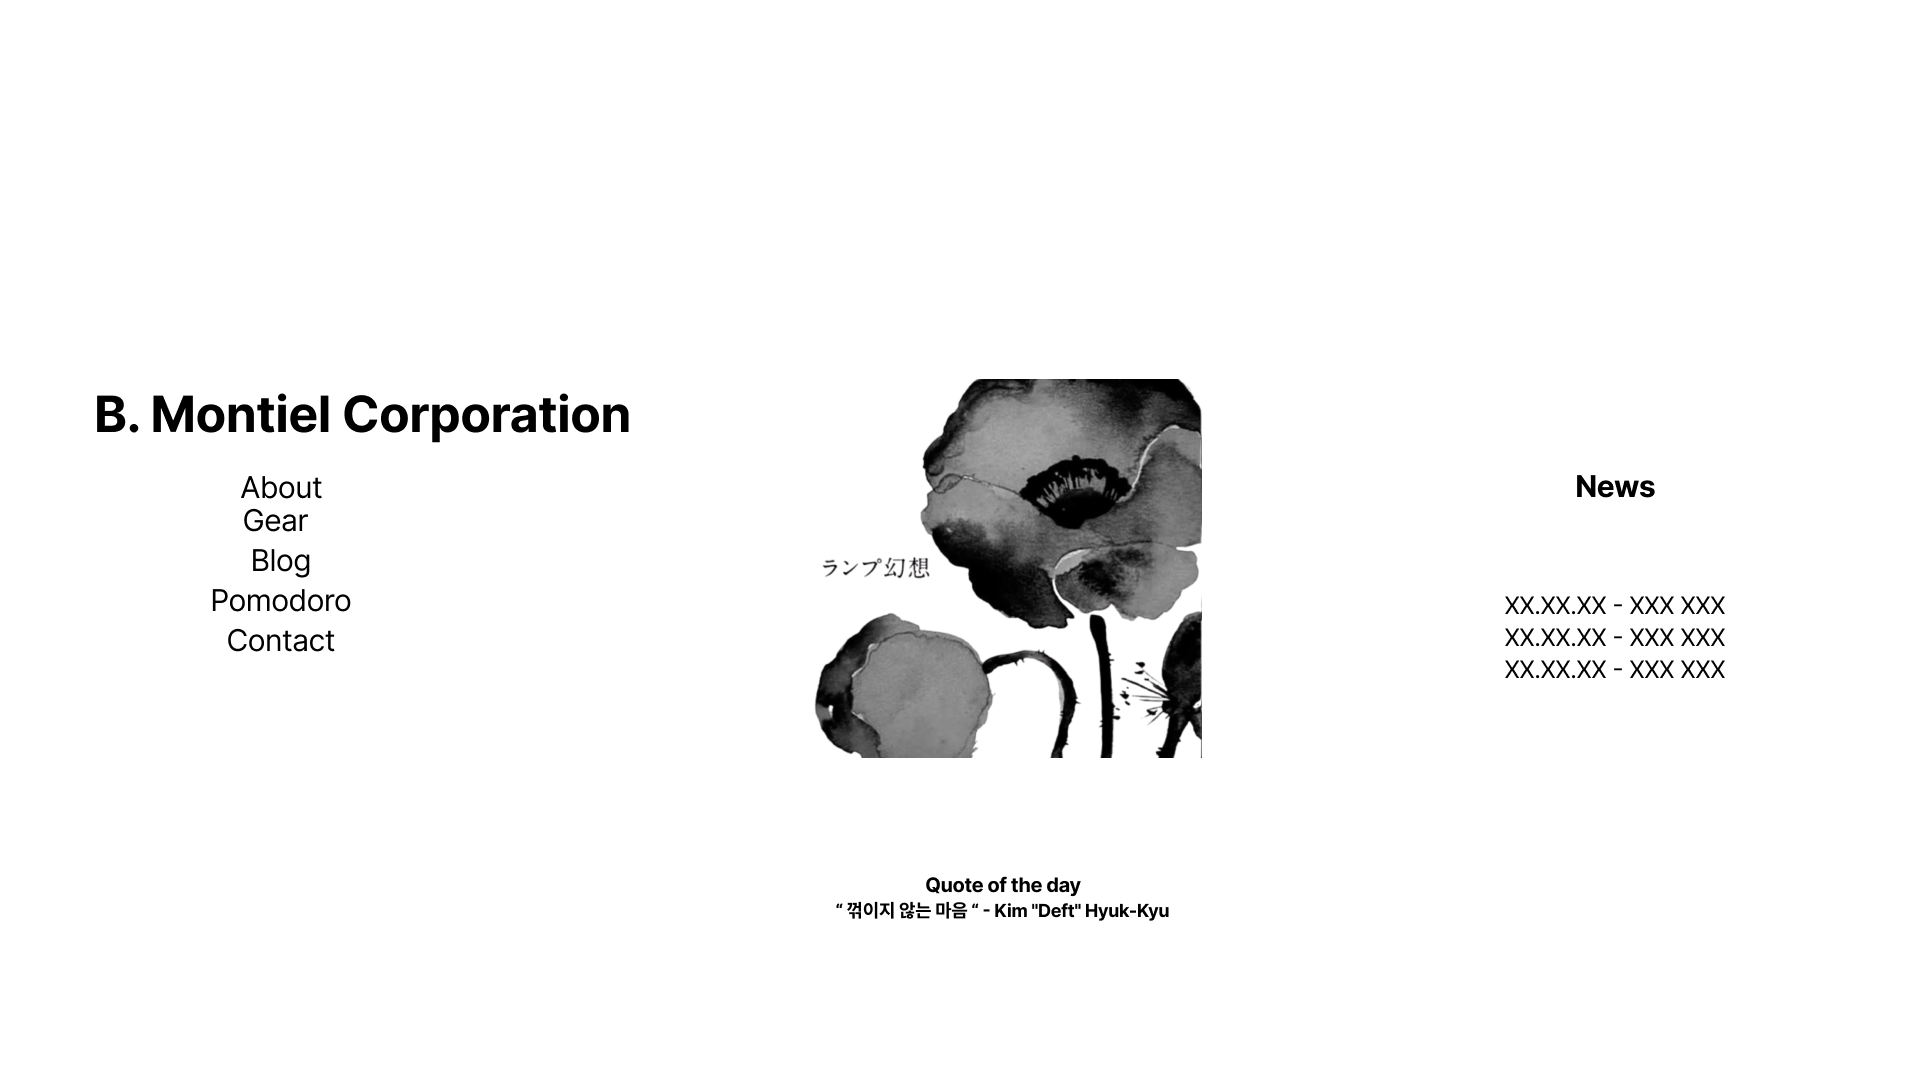 B. Montiel Corporation
About
Gear
Blog
Pomodoro
Contact
ランプ幻想
News
XX.XX.XX - XXX XXX
XX.XX.XX - XXX XXX
XX.XX.XX - XXX XXX
Quote of the day
“ 꺾이지 않는 마음 “ - Kim "Deft" Hyuk-Kyu